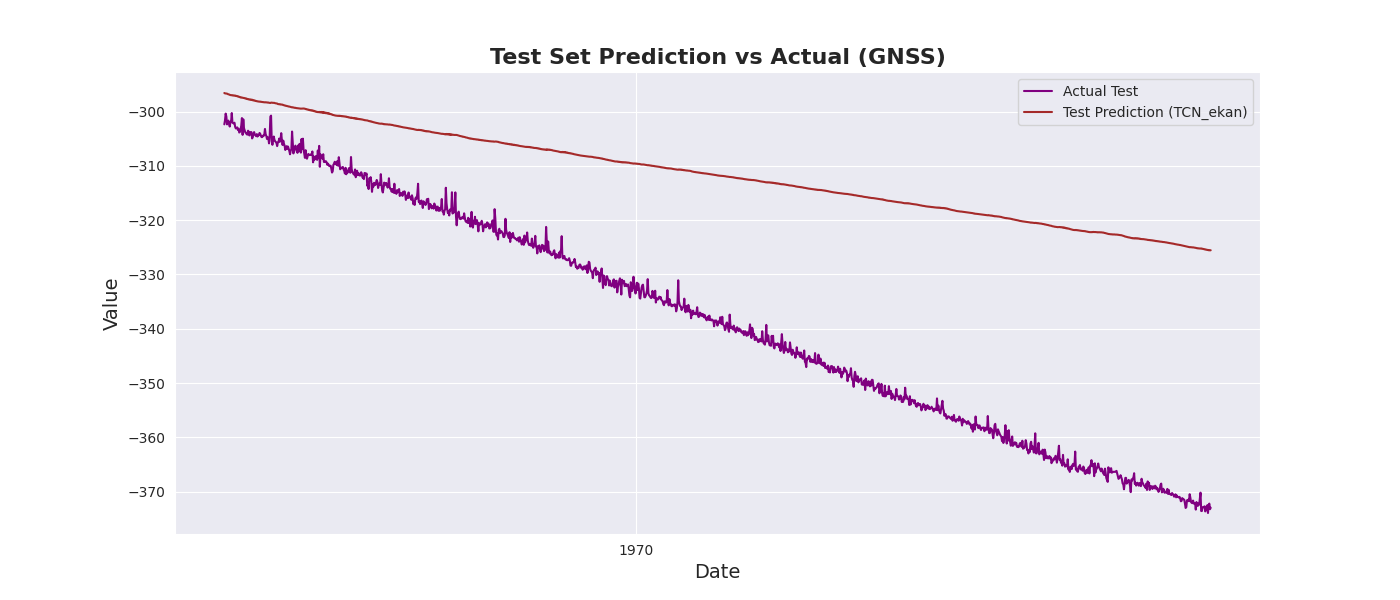 Test Set Prediction vs Actual (GNSS)
Actual Test
Test Prediction (TCN_ekan)
−300
−310
−320
−330
−340
−350
−360
−370
Value
1970
Date